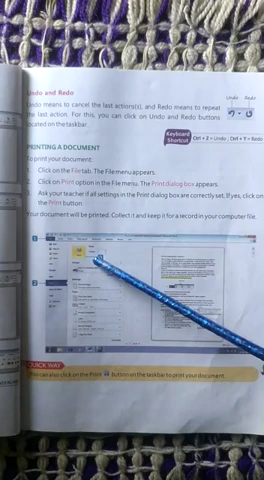 Undo and Redo
Undo Redo
Undo means to cancel the last actions(s), and Redo means to repeat
the last action. For this, you can click on Undo and Redo buttons
located on the taskbar.
Keyboard
Shortcut
Ctrl + Z = Undo ; Ctrl + Y = Redo
PRINTING A DOCUMENT
To print your document:
1. Click on the File tab. The File menu appears.
2. Click on Print option in the File menu. The Print dialog box appears.
3. Ask your teacher if all settings in the Print dialog box are correctly set. If yes, click on
the Print button.
Your document will be printed. Collect it and keep it for a record in your computer file.
1
2
QUICK WAY
You can also click on the Print button on the taskbar to print your document.